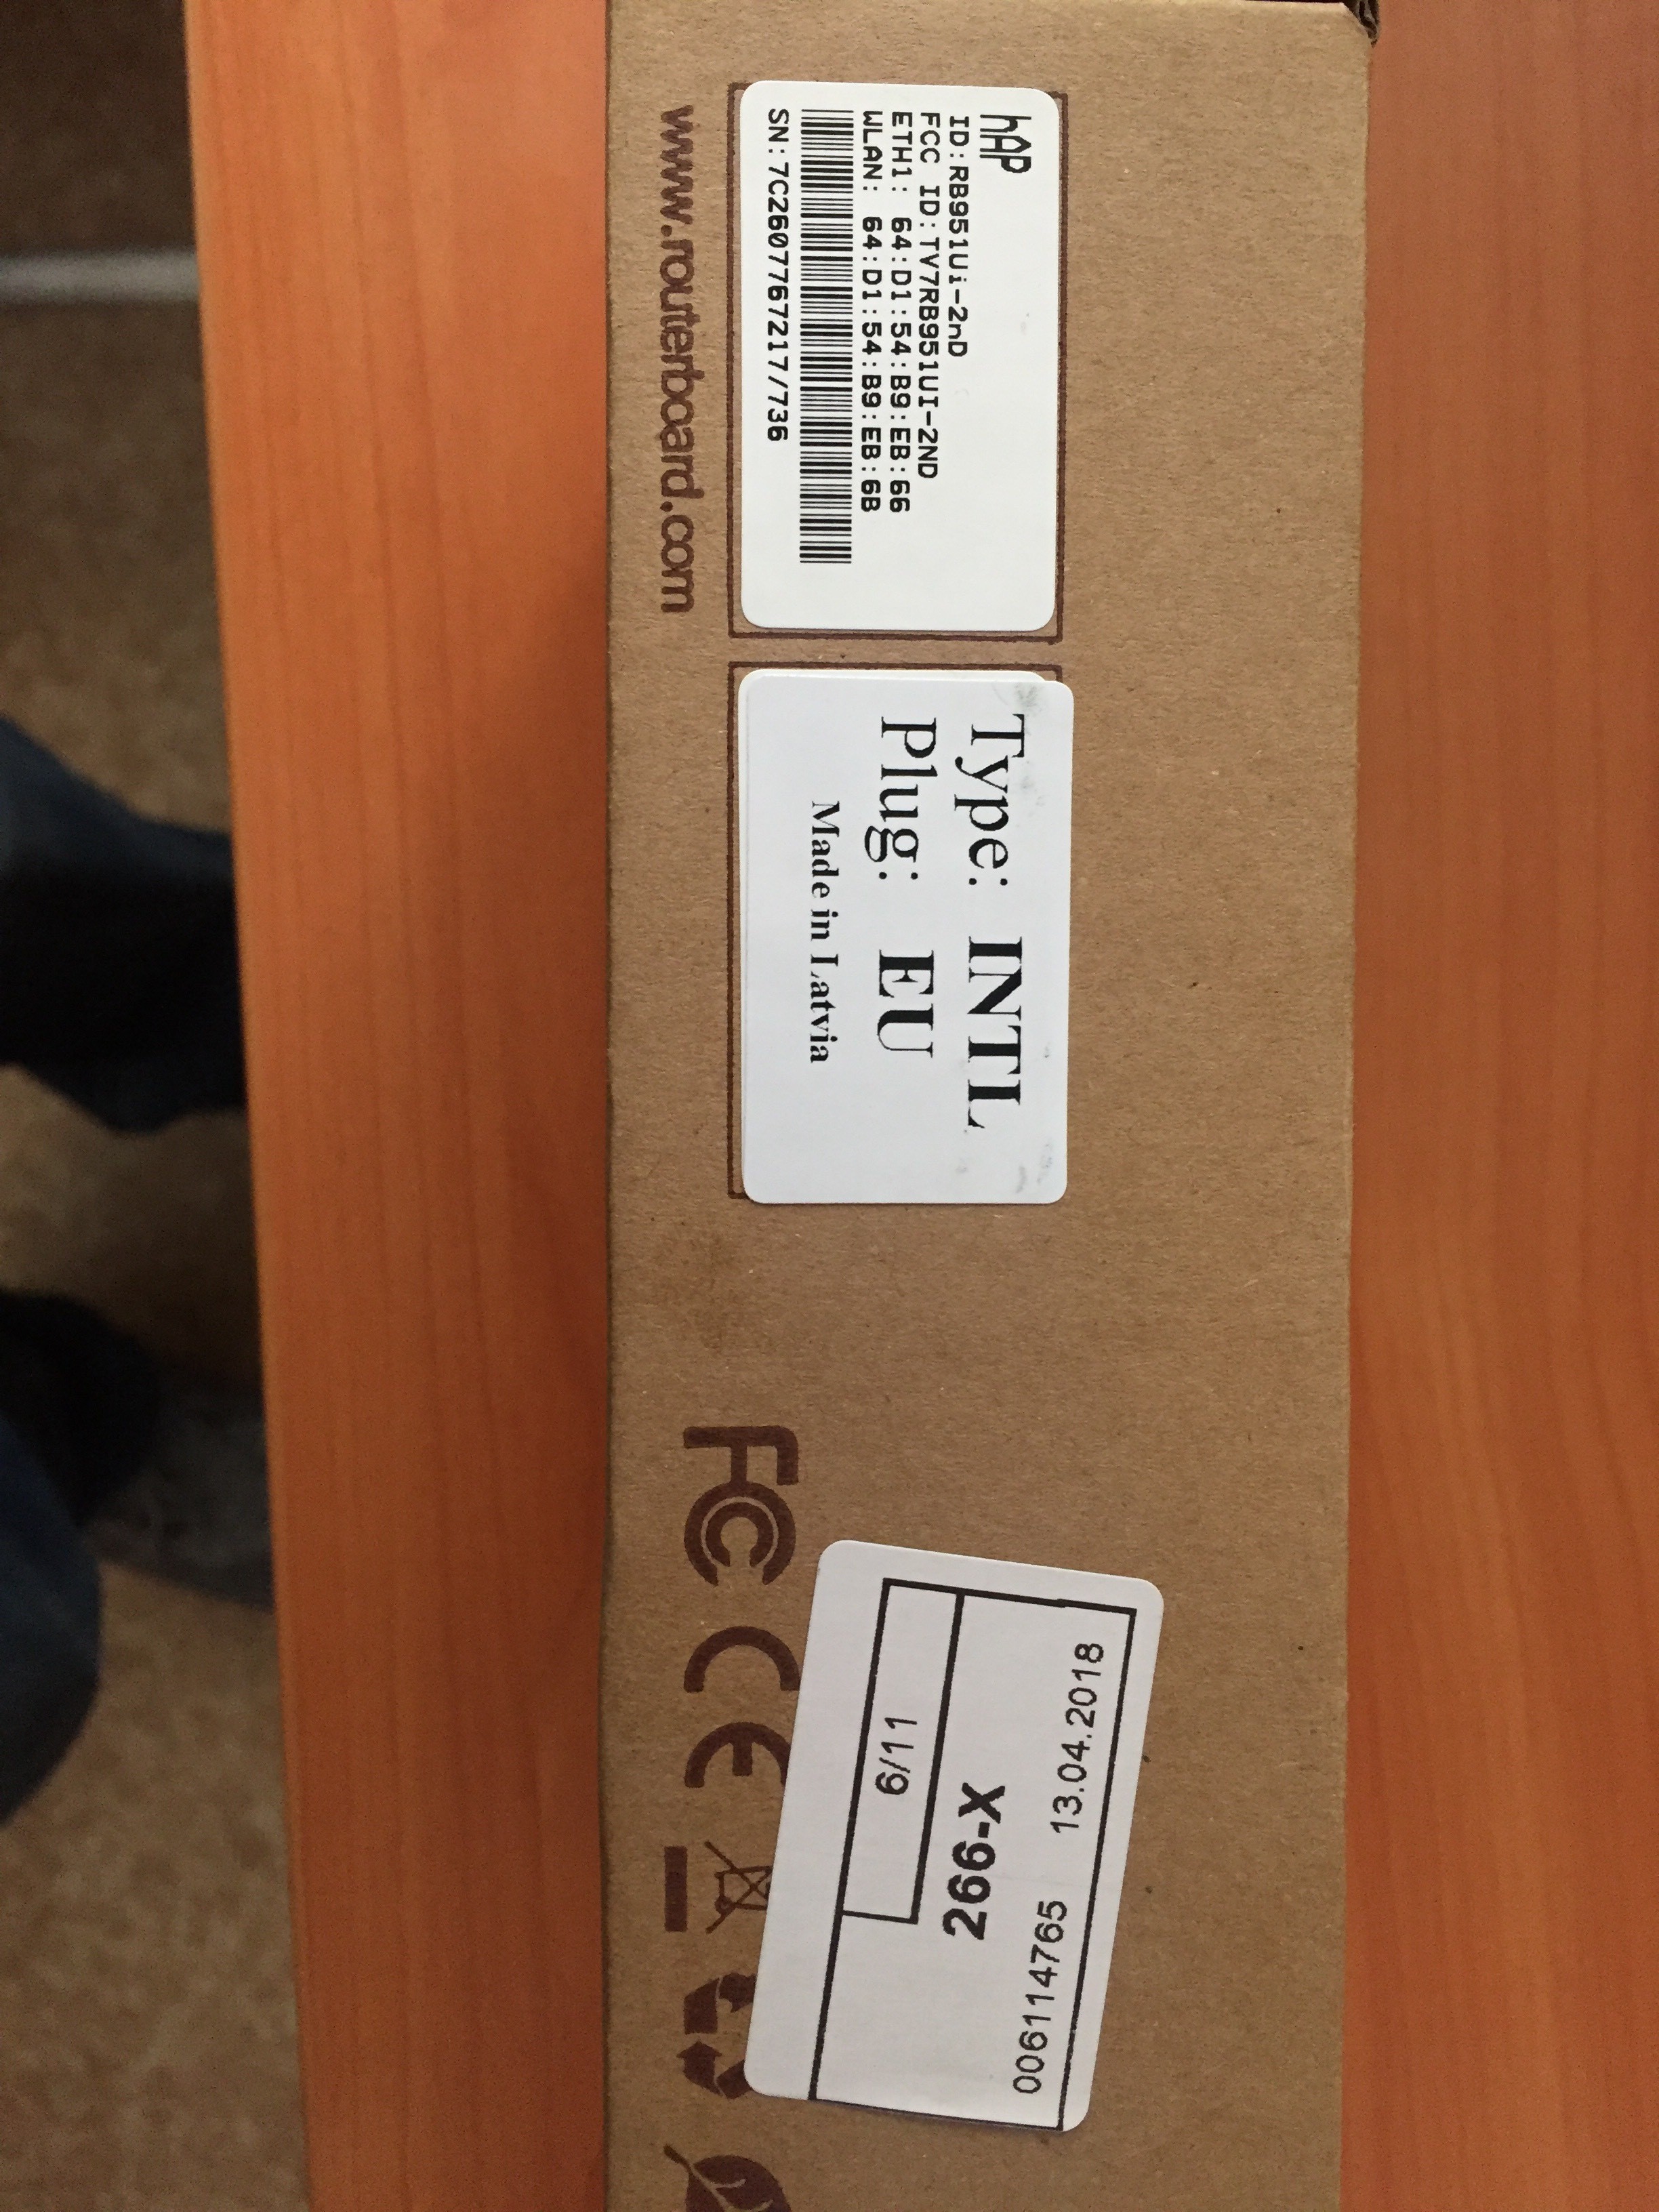 hAP
ID:RB951Ui-2nD
FCC ID:TV7RB951UI-2ND
ETH1: 64:D1:54:B9:EB:66
WLAN: 64:D1:54:B9:EB:6B
SN:7C2607767217/736
www.routerboard.com
Type: INTL
Plug: EU
Made in Latvia
FC
CE
6/11
266-X
006114765 13.04.2018